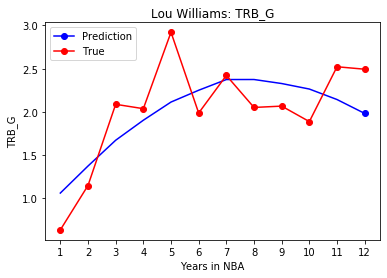 Lou Williams: TRB_G
Prediction
True
TRB_G
3.0
2.5
2.0
1.5
1.0
1 2 3 4 5 6 7 8 9 10 11 12
Years in NBA